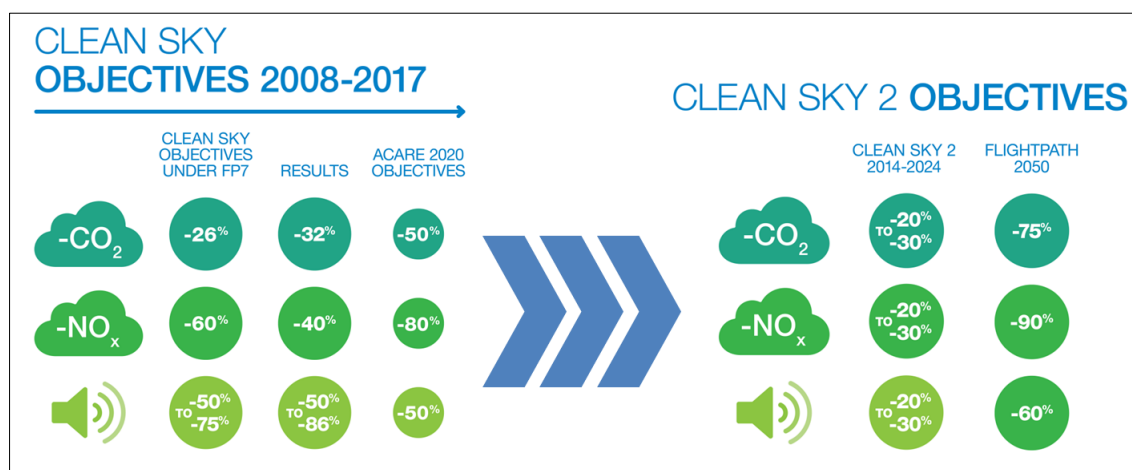 CLEAN SKY
OBJECTIVES 2008-2017
CLEAN SKY
OBJECTIVES
UNDER FP7
RESULTS
ACARE 2020
OBJECTIVES
-CO2
-26%
-32%
-50%
-NOx
-60%
-40%
-80%
-50%
TO
-75%
-50%
TO
-86%
-50%
CLEAN SKY 2 OBJECTIVES
CLEAN SKY 2
2014-2024
FLIGHTPATH
2050
-CO2
-20%
TO
-30%
-75%
-NOx
-20%
TO
-30%
-90%
-20%
TO
-30%
-60%